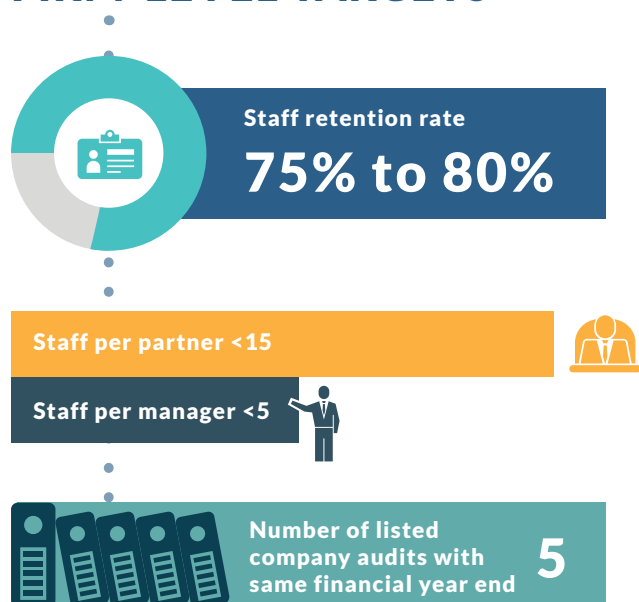 Staff retention rate
75% to 80%
Staff per partner <15
Staff per manager <5
Number of listed
company audits with
same financial year end
5